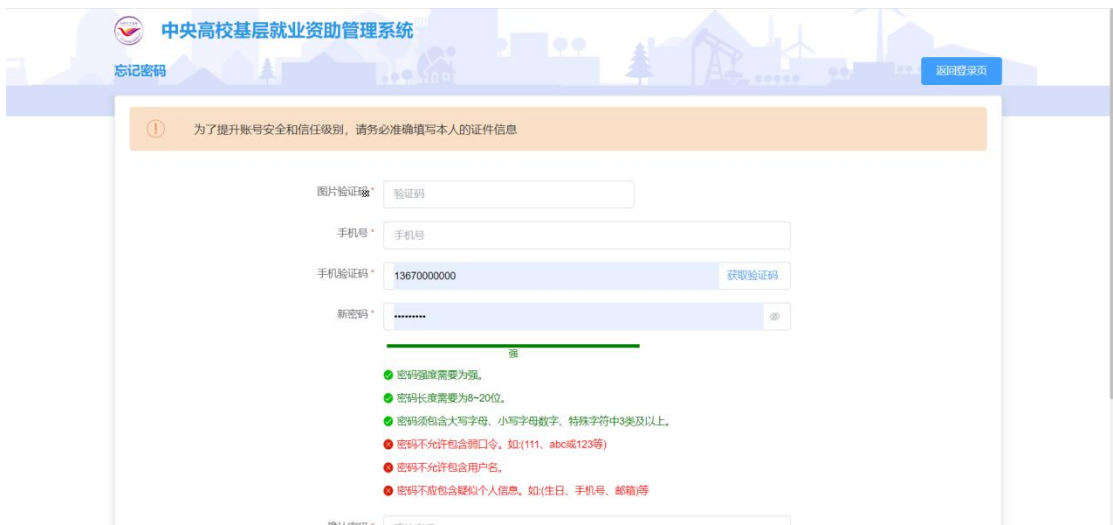 中央高校基层就业资助管理系统
忘记密码
返回登录页
为了提升账号安全和信任级别，请务必准确填写本人的证件信息
图片验证码*
验证码
手机号*
手机号
手机验证码*
13670000000
获取验证码
新密码*
•••••••••
强
密码强度需要为强。
密码长度需要为8~20位。
密码须包含大写字母、小写字母数字、特殊字符中3类及以上。
密码不允许包含弱口令。如:(111、abc或123等)
密码不允许包含用户名。
密码不应包含疑似个人信息。如:(生日、手机号、邮箱)等